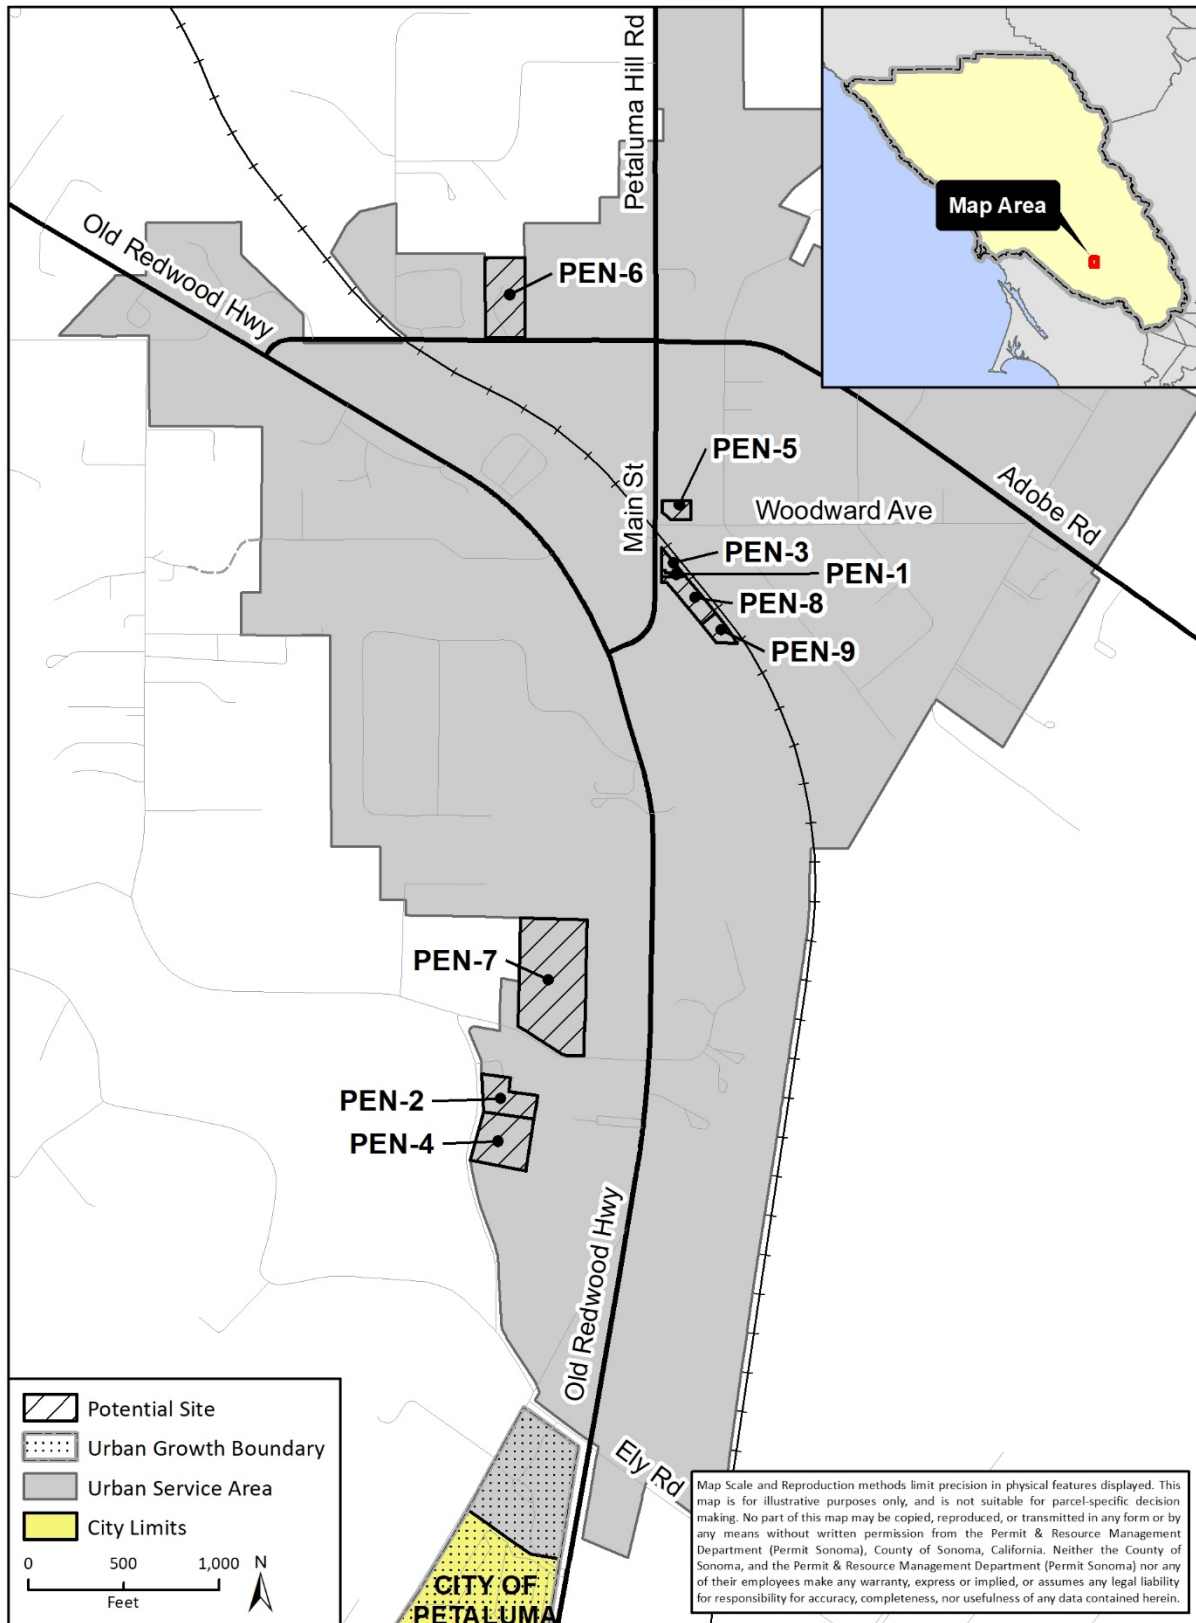 Petaluma Hill Rd
Map Area
Old Redwood Hwy
PEN-6
PEN-5
Main St
Woodward Ave
Adobe Rd
PEN-3
PEN-1
PEN-8
PEN-9
PEN-7
PEN-2
PEN-4
Old Redwood Hwy
Ely Rd
Potential Site
Urban Growth Boundary
Urban Service Area
City Limits
0 500 1,000
Feet
N
CITY OF
PETALUMA
Map Scale and Reproduction methods limit precision in physical features displayed. This
map is for illustrative purposes only, and is not suitable for parcel-specific decision
making. No part of this map may be copied, reproduced, or transmitted in any form or by
any means without written permission from the Permit & Resource Management
Department (Permit Sonoma), County of Sonoma, California. Neither the County of
Sonoma, and the Permit & Resource Management Department (Permit Sonoma) nor any
of their employees make any warranty, express or implied, or assumes any legal liability
for responsibility for accuracy, completeness, nor usefulness of any data contained herein.